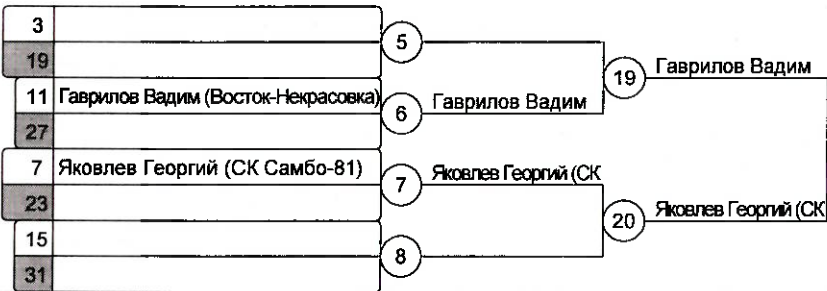 3
5
19
19 Гаврилов Вадим
11 Гаврилов Вадим (Восток-Некрасовка)
6 Гаврилов Вадим
27
7 Яковлев Георгий (СК Самбо-81)
7 Яковлев Георгий (СК
23
20 Яковлев Георгий (СК
15
8
31